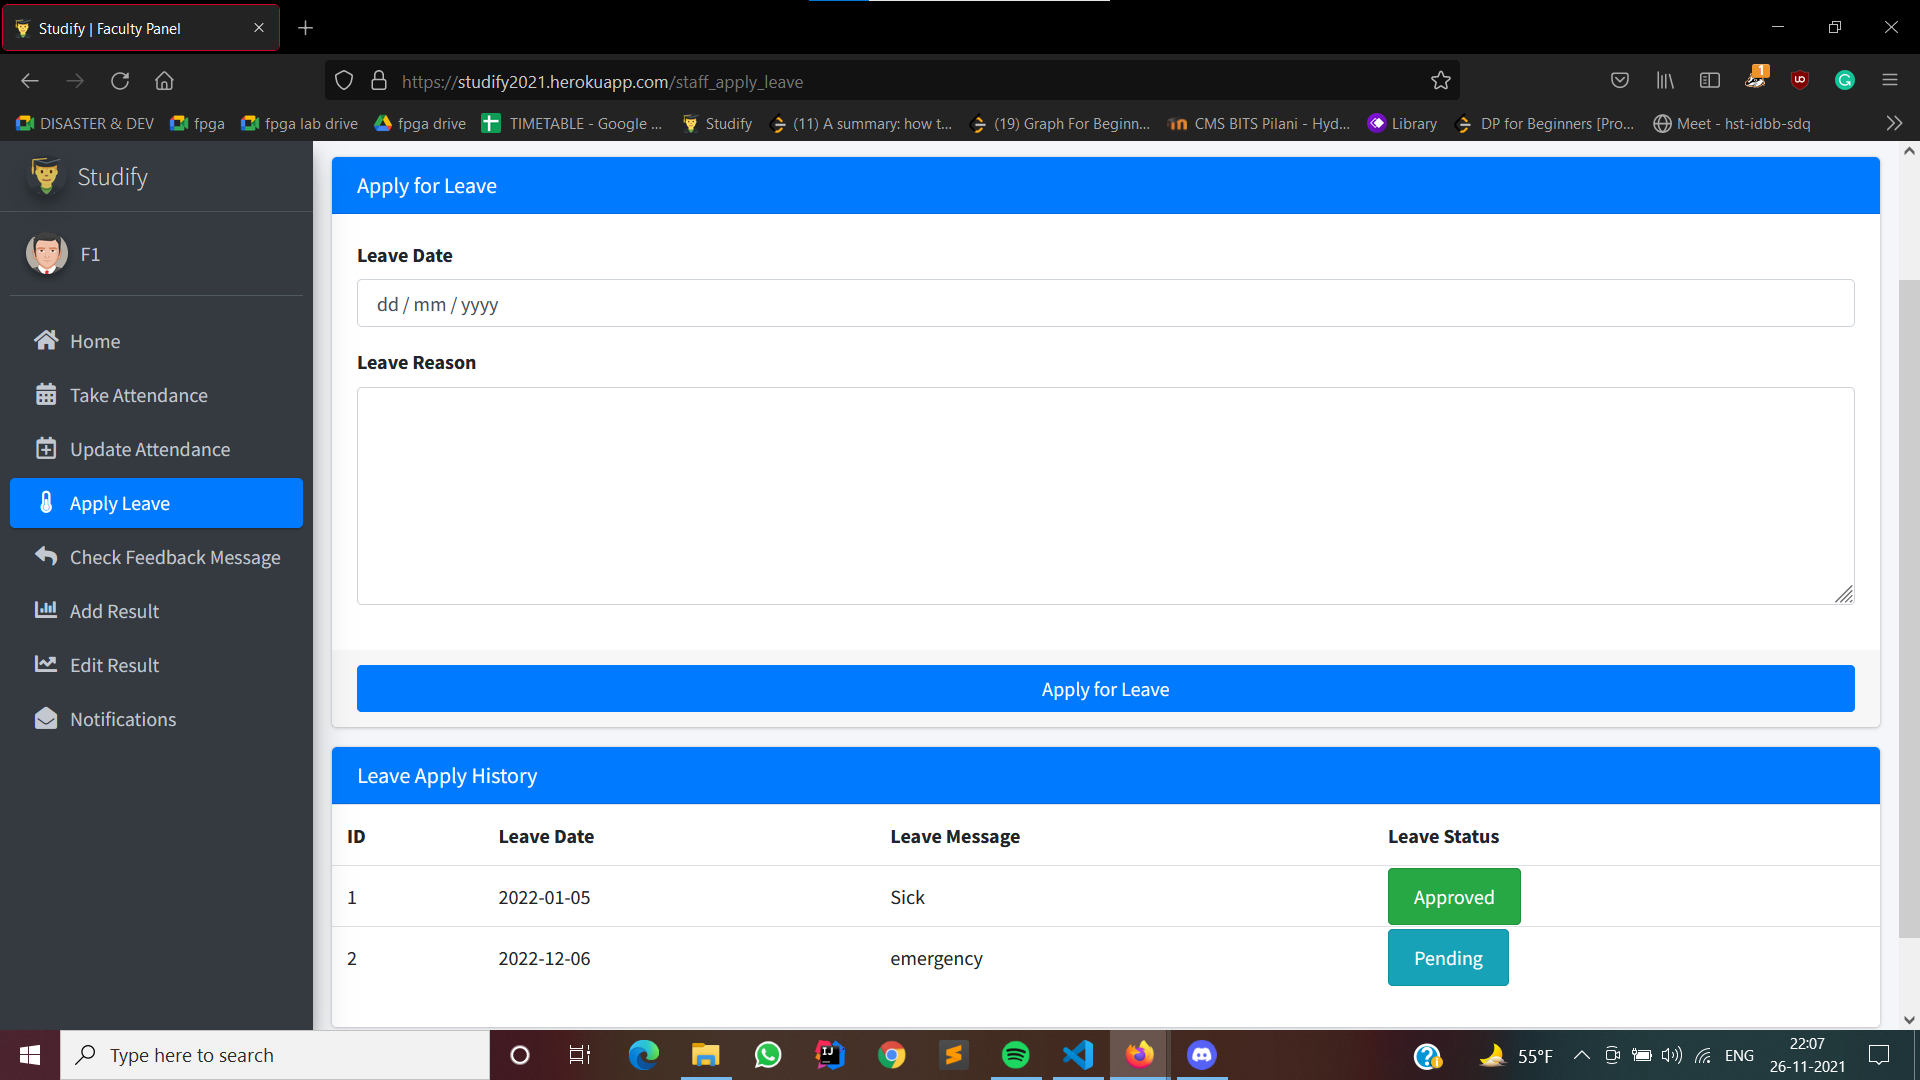 Studify | Faculty Panel
https://studify2021.herokuapp.com/staff_apply_leave
1
DISASTER & DEV
fpga
fpga lab drive
fpga drive
TIMETABLE - Google ...
Studify
(11) A summary: how t...
(19) Graph For Beginn...
CMS BITS Pilani - Hyd...
Library
DP for Beginners [Pro...
Meet - hst-idbb-sdq
Studify
F1
Home
Take Attendance
Update Attendance
Apply Leave
Check Feedback Message
Add Result
Edit Result
Notifications
Apply for Leave
Leave Date
dd / mm / yyyy
Leave Reason
Apply for Leave
Leave Apply History
ID Leave Date Leave Message Leave Status
1 2022-01-05 Sick Approved
2 2022-12-06 emergency Pending
Type here to search
55°F
ENG
22:07
26-11-2021